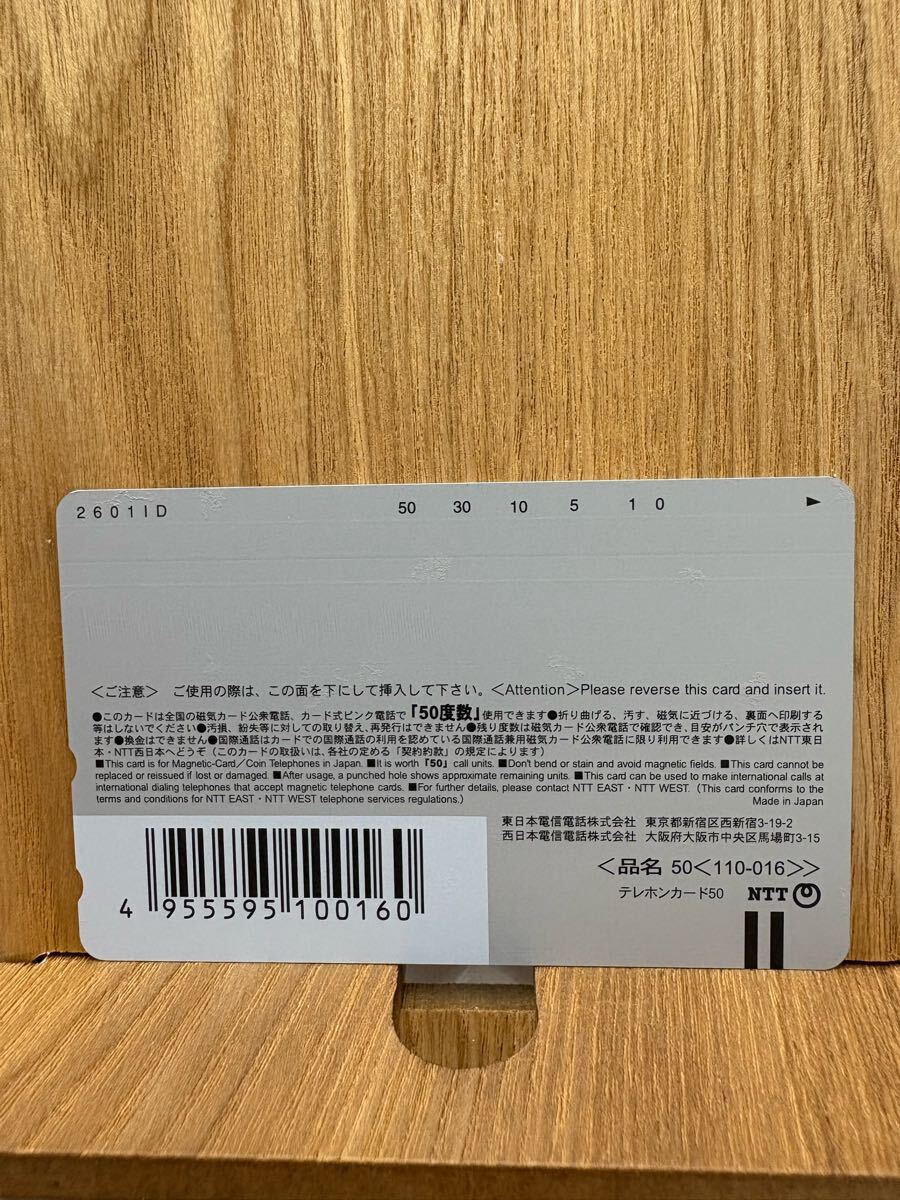 2601ID 50 30 10 5 1 0
<ご注意> ご使用の際は、この面を下にして挿入して下さい。<Attention>Please reverse this card and insert it.
●このカードは全国の磁気カード公衆電話、カード式ピンク電話で『50度数』使用できます●折り曲げる、汚す、磁気に近づける、裏面へ印刷する
等はしないでください●汚損、紛失等に対しての取り替え、再発行はできません●残り度数は磁気カード公衆電話で確認でき、目安がパンチ穴で表示されま
す●換金はできません●国際通話はカードでの国際通話の利用を認めている国際通話兼用磁気カード公衆電話に限り利用できます●詳しくはNTT東日
本・NTT西日本へどうぞ(このカードの取扱いは、各社の定める「契約約款」の規定によります)
■This card is for Magnetic-Card/Coin Telephones in Japan. ■It is worth『50』call units. ■Don't bend or stain and avoid magnetic fields. ■This card cannot be
replaced or reissued if lost or damaged. ■After usage, a punched hole shows approximate remaining units. ■This card can be used to make international calls at
international dialing telephones that accept magnetic telephone cards. ■For further details, please contact NTT EAST・NTT WEST. (This card conforms to the
terms and conditions for NTT EAST・NTT WEST telephone services regulations.)
Made in Japan
東日本電信電話株式会社 東京都新宿区西新宿3-19-2
西日本電信電話株式会社 大阪府大阪市中央区馬場町3-15
<品名 50<110-016>>
テレホンカード50 NTT
4 955595 100160